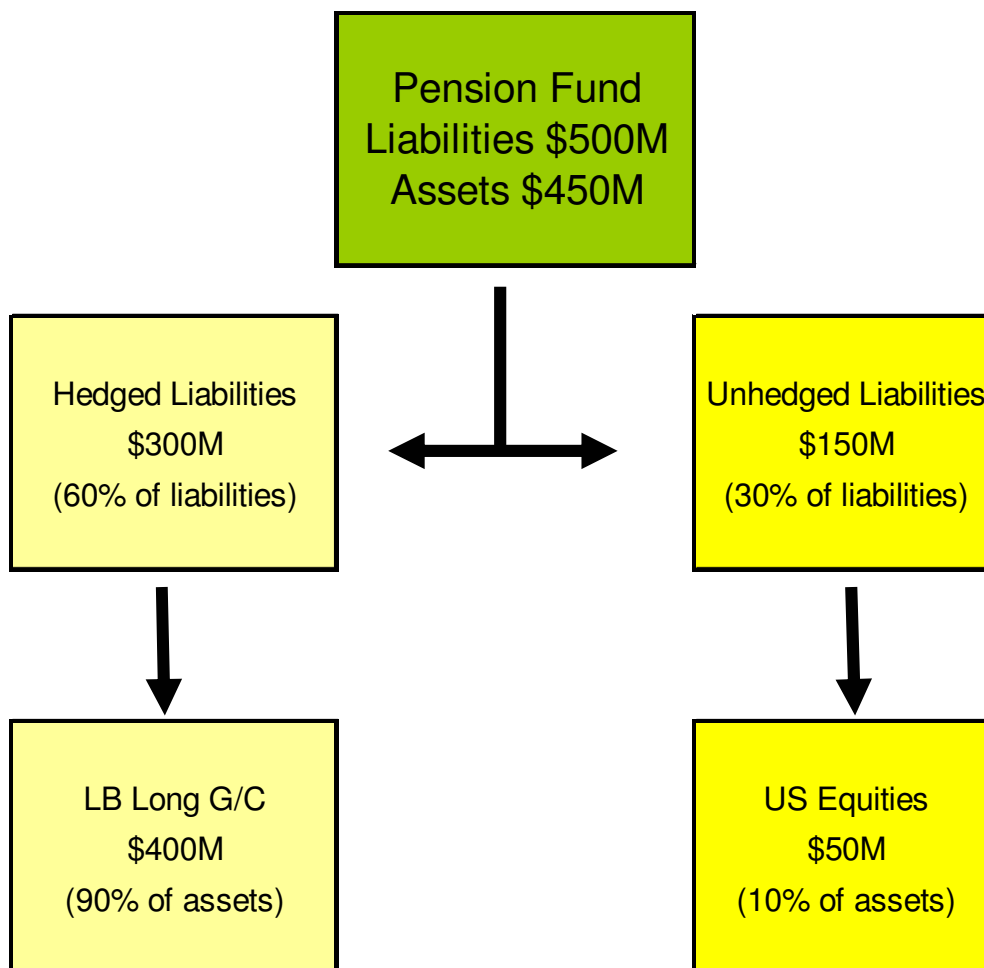 Pension Fund
Liabilities $500M
Assets $450M
Hedged Liabilities
$300M
(60% of liabilities)
Unhedged Liabilities
$150M
(30% of liabilities)
LB Long G/C
$400M
(90% of assets)
US Equities
$50M
(10% of assets)